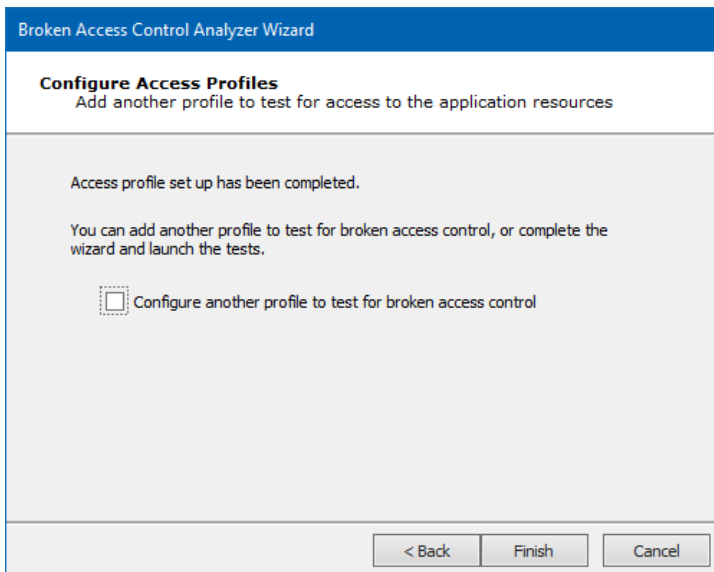 Broken Access Control Analyzer Wizard
Configure Access Profiles
Add another profile to test for access to the application resources
Access profile set up has been completed.
You can add another profile to test for broken access control, or complete the
wizard and launch the tests.
Configure another profile to test for broken access control
< Back
Finish
Cancel